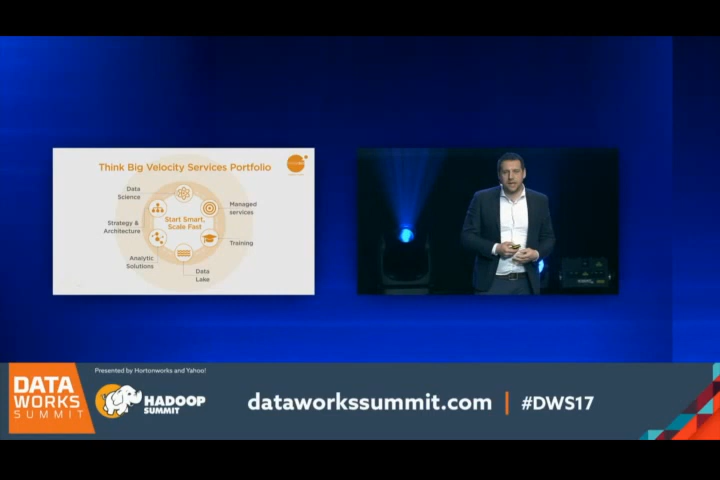 Think Big Velocity Services Portfolio
Data
Science
Managed
services
Start Smart,
Scale Fast
Strategy &
Architecture
Training
Analytic
Solutions
Data
Lake
DATA
WORKS
SUMMIT
Presented by Hortonworks and Yahoo!
HADOOP
SUMMIT
dataworkssummit.com | #DWS17